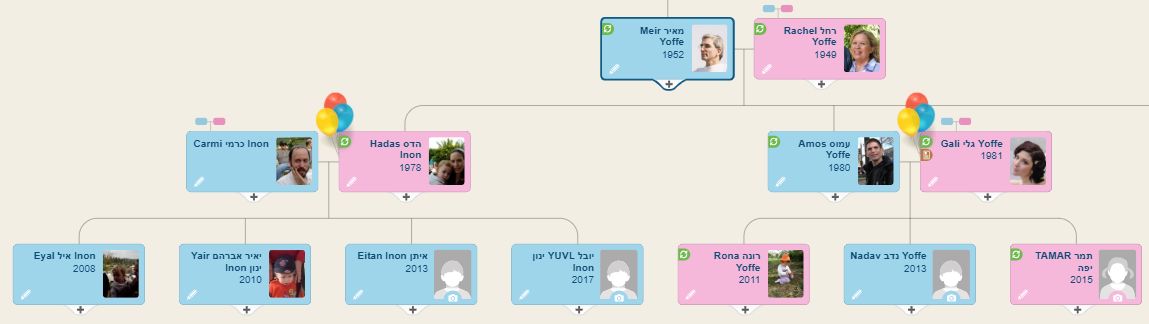 Meir מאיר
Yoffe
1952
Rachel רחל
Yoffe
1949
Carmi כרמי Inon
Hadas הדס
Inon
1978
Amos עמוס
Yoffe
1980
Gali גלי Yoffe
1981
Eyal איל Inon
2008
Yair יאיר אברהם
Inon ינון
2010
Eitan איתן Inon
2013
YUVL יובל ינון
Inon
2017
Rona רונה
Yoffe
2011
Nadav נדב Yoffe
2013
TAMAR תמר
יפה
2015